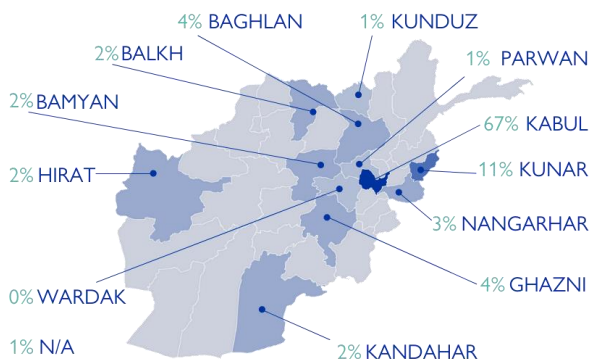 4% BAGHLAN
1% KUNDUZ
2% BALKH
1% PARWAN
2% BAMYAN
67% KABUL
2% HIRAT
11% KUNAR
3% NANGARHAR
4% GHAZNI
0% WARDAK
1% N/A
2% KANDAHAR